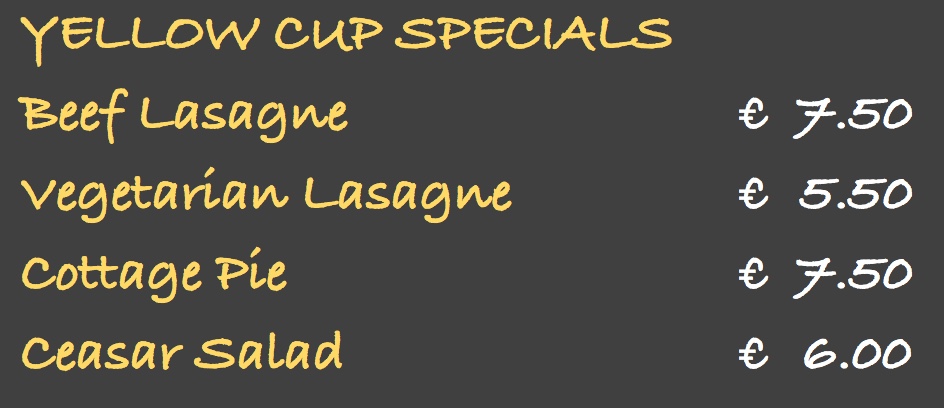 YELLOW CUP SPECIALS
Beef Lasagne € 7.50
Vegetarian Lasagne € 5.50
Cottage Pie € 7.50
Ceasar Salad € 6.00